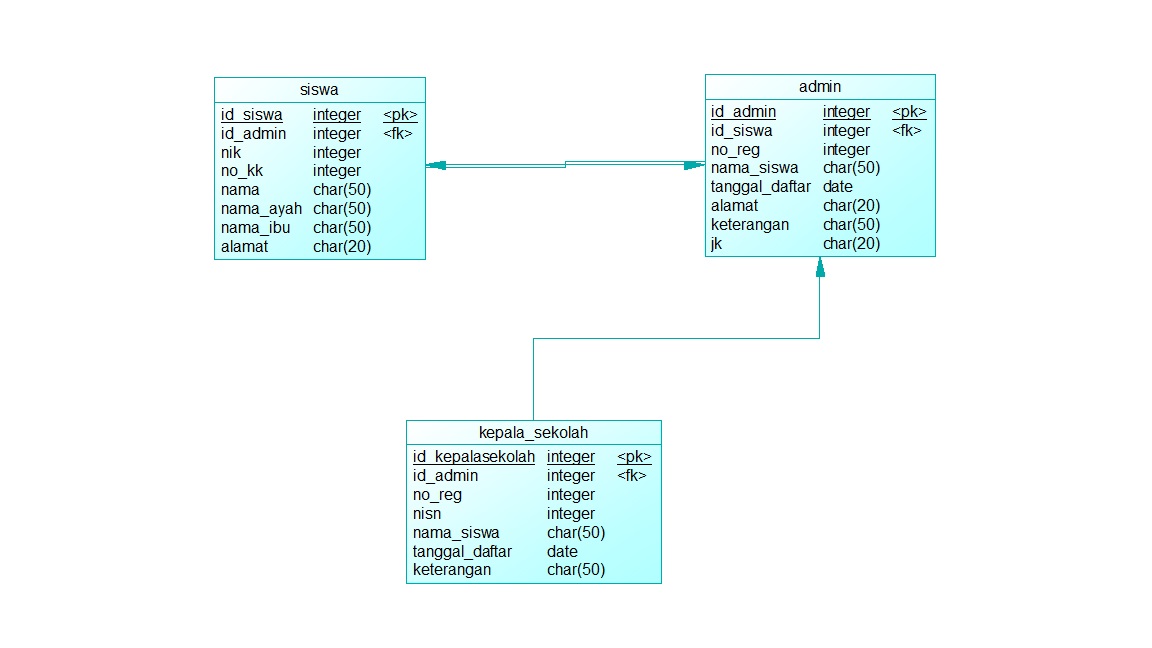 siswa
id_siswa integer <pk>
id_admin integer <fk>
nik integer
no_kk integer
nama char(50)
nama_ayah char(50)
nama_ibu char(50)
alamat char(20)
admin
id_admin integer <pk>
id_siswa integer <fk>
no_reg integer
nama_siswa char(50)
tanggal_daftar date
alamat char(20)
keterangan char(50)
jk char(20)
kepala_sekolah
id_kepalasekolah integer <pk>
id_admin integer <fk>
no_reg integer
nisn integer
nama_siswa char(50)
tanggal_daftar date
keterangan char(50)